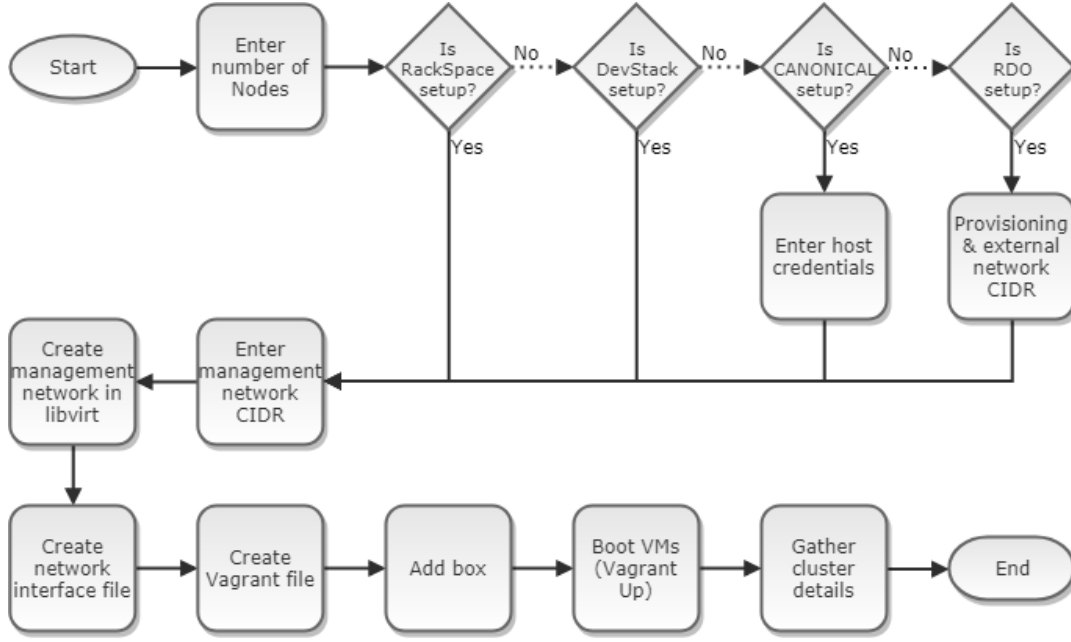 Start
Enter
number of
Nodes
Is
RackSpace
setup?
No
Is
DevStack
setup?
No
Is
CANONICAL
setup?
No
Is
RDO
setup?
Yes
Yes
Yes
Yes
Enter host
credentials
Provisioning
& external
network
CIDR
Create
management
network in
libvirt
Enter
management
network
CIDR
Create
network
interface file
Create
Vagrant file
Add box
Boot VMs
(Vagrant
Up)
Gather
cluster
details
End